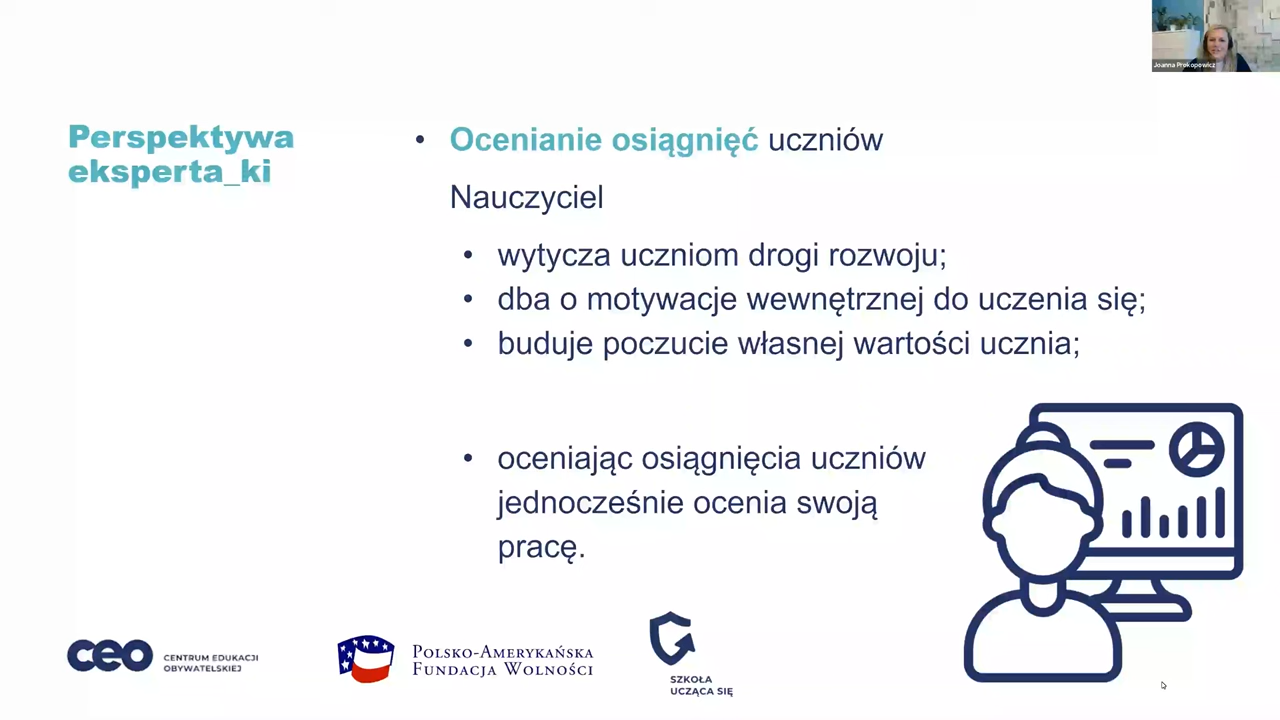 Joanna Prokopowicz
Perspektywa
eksperta_ki
• Ocenianie osiągnięć uczniów
Nauczyciel
• wytycza uczniom drogi rozwoju;
• dba o motywacje wewnętrznej do uczenia się;
• buduje poczucie własnej wartości ucznia;
• oceniając osiągnięcia uczniów
jednocześnie ocenia swoją
pracę.
ceo
CENTRUM EDUKACJI
OBYWATELSKIEJ
POLSKO-AMERYKAŃSKA
FUNDACJA WOLNOŚCI
SZKOŁA
UCZĄCA SIĘ